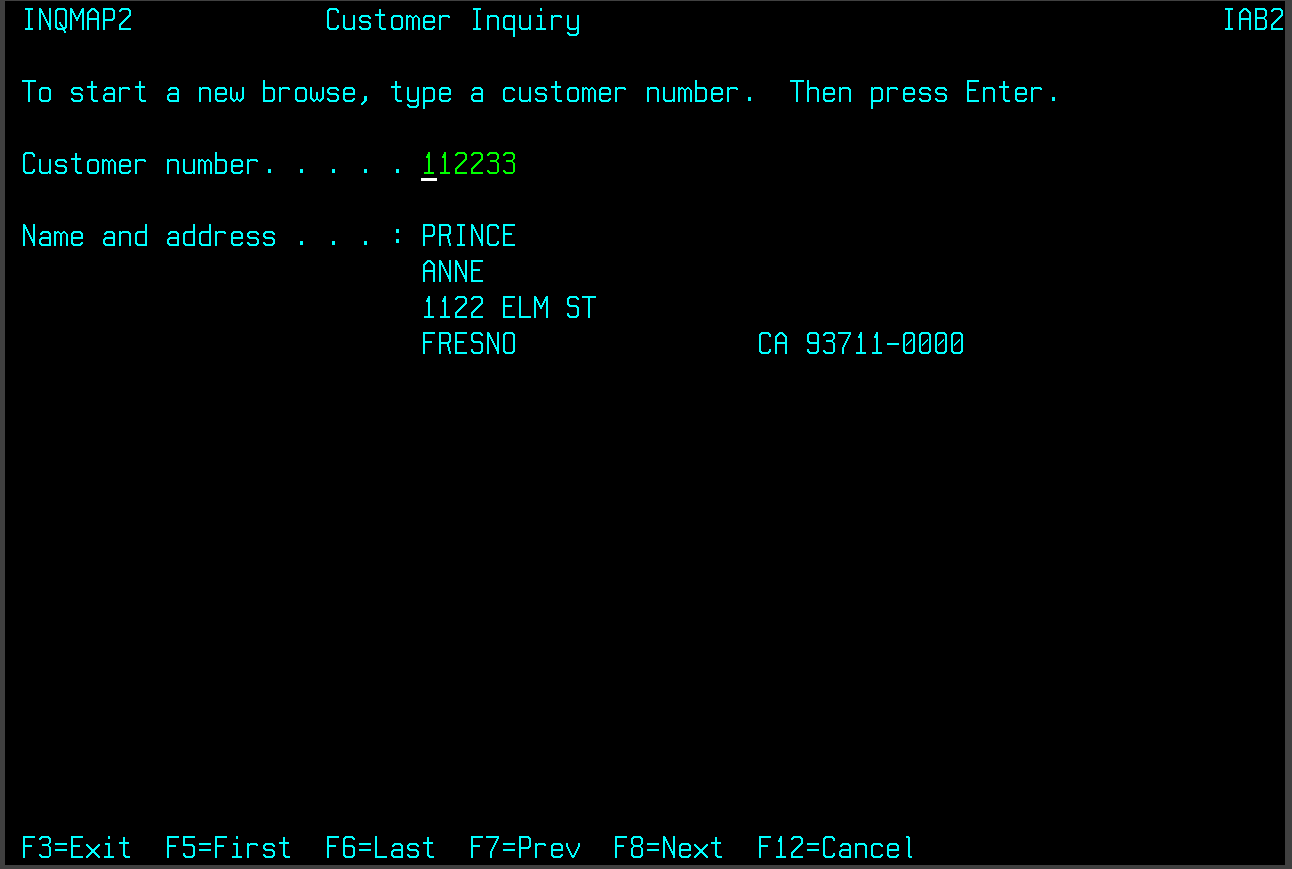 INQMAP2 Customer Inquiry IAB2
To start a new browse, type a customer number. Then press Enter.
Customer number. . . . . 112233
Name and address . . . : PRINCE
ANNE
1122 ELM ST
FRESNO CA 93711-0000
F3=Exit F5=First F6=Last F7=Prev F8=Next F12=Cancel